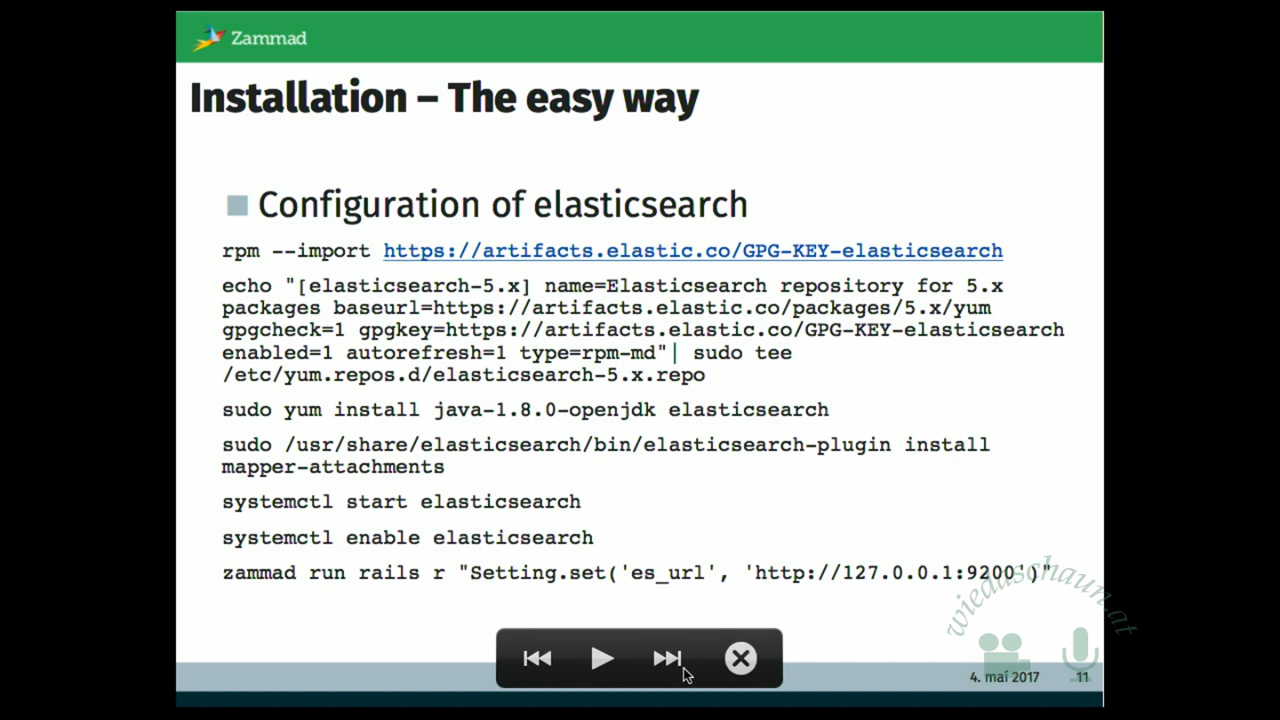 Zammad
Installation – The easy way
Configuration of elasticsearch
rpm --import https://artifacts.elastic.co/GPG-KEY-elasticsearch
echo "[elasticsearch-5.x] name=Elasticsearch repository for 5.x
packages baseurl=https://artifacts.elastic.co/packages/5.x/yum
gpgcheck=1 gpgkey=https://artifacts.elastic.co/GPG-KEY-elasticsearch
enabled=1 autorefresh=1 type=rpm-md"| sudo tee
/etc/yum.repos.d/elasticsearch-5.x.repo
sudo yum install java-1.8.0-openjdk elasticsearch
sudo /usr/share/elasticsearch/bin/elasticsearch-plugin install
mapper-attachments
systemctl start elasticsearch
systemctl enable elasticsearch
zammad run rails r "Setting.set('es_url', 'http://127.0.0.1:9200')"
wiedaschaun.at
4. mai 2017 11